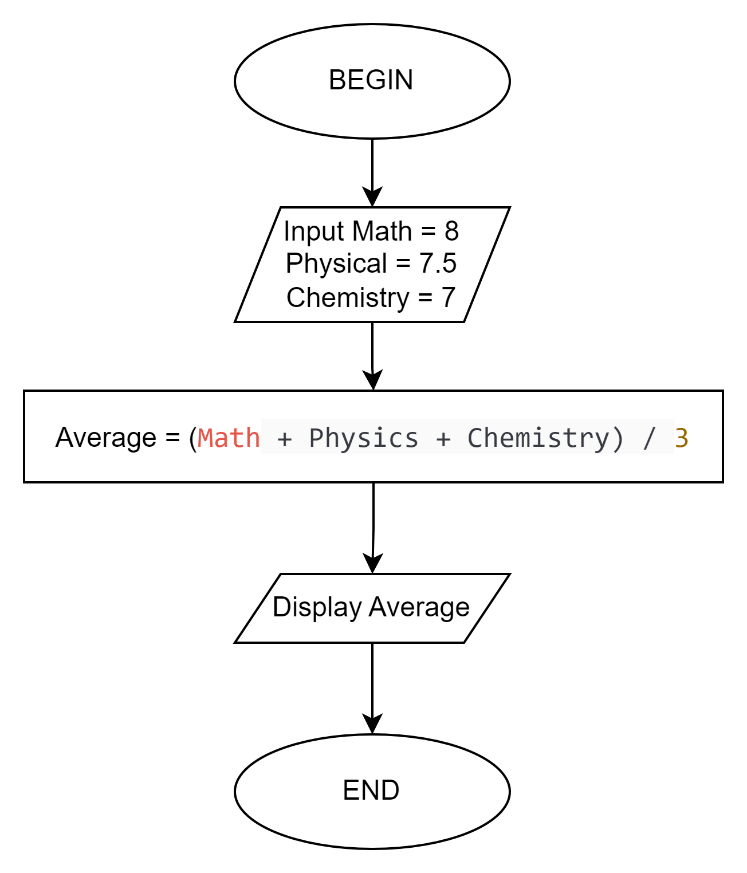 BEGIN
Input Math = 8
Physical = 7.5
Chemistry = 7
Average = (Math + Physics + Chemistry) / 3
Display Average
END